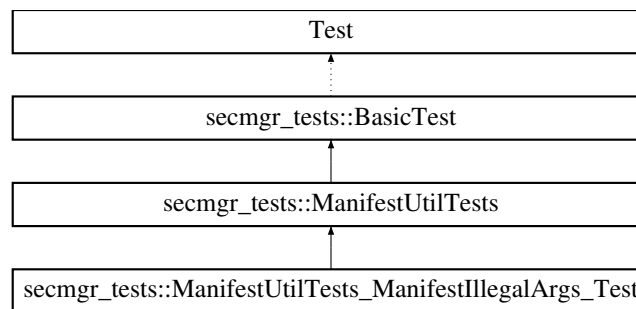 Test
secmgr_tests::BasicTest
secmgr_tests::ManifestUtilTests
secmgr_tests::ManifestUtilTests_ManifestIllegalArgs_Test